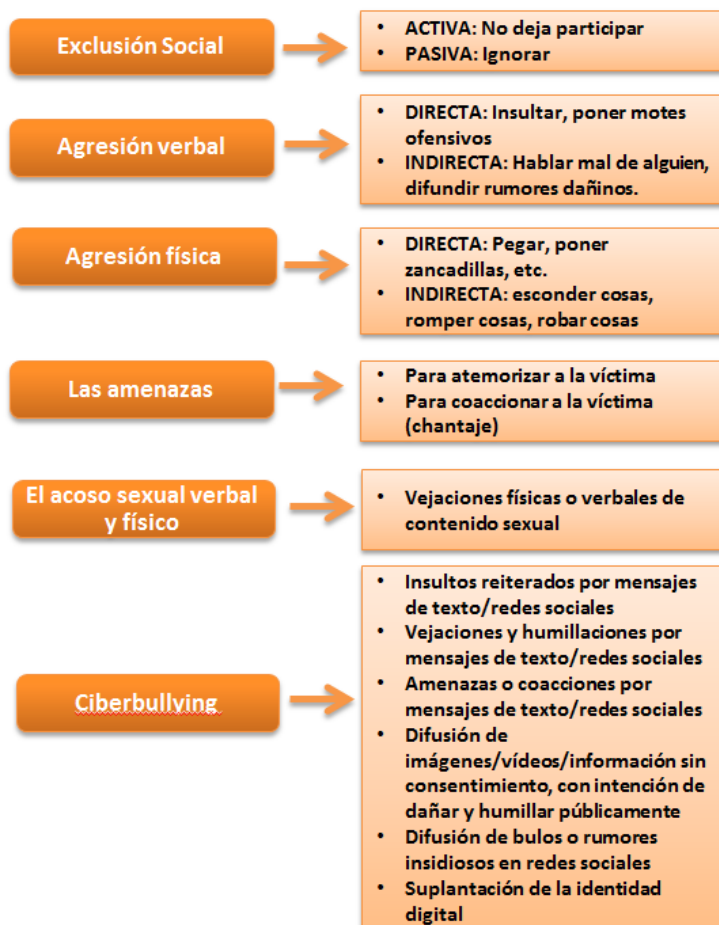 Exclusión Social
• ACTIVA: No deja participar
• PASIVA: Ignorar
Agresión verbal
• DIRECTA: Insultar, poner motes
ofensivos
• INDIRECTA: Hablar mal de alguien,
difundir rumores dañinos.
Agresión física
• DIRECTA: Pegar, poner
zancadillas, etc.
• INDIRECTA: esconder cosas,
romper cosas, robar cosas
Las amenazas
• Para atemorizar a la víctima
• Para coaccionar a la víctima
(chantaje)
El acoso sexual verbal
y físico
• Vejaciones físicas o verbales de
contenido sexual
Ciberbullying
• Insultos reiterados por mensajes
de texto/redes sociales
• Vejaciones y humillaciones por
mensajes de texto/redes sociales
• Amenazas o coacciones por
mensajes de texto/redes sociales
• Difusión de
imágenes/vídeos/información sin
consentimiento, con intención de
dañar y humillar públicamente
• Difusión de bulos o rumores
insidiosos en redes sociales
• Suplantación de la identidad
digital